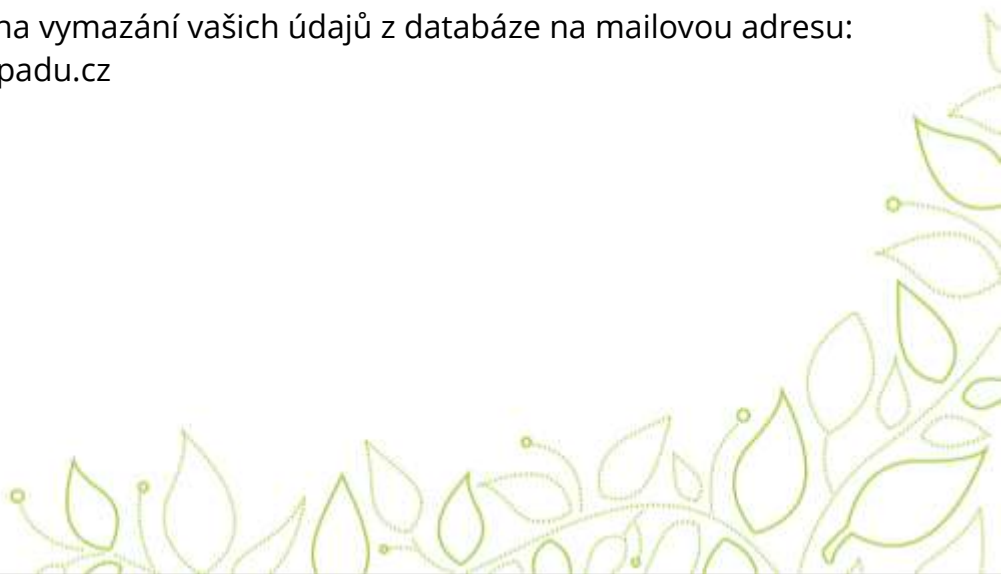 na vymazání vašich údajů z databáze na mailovou adresu:
padu.cz